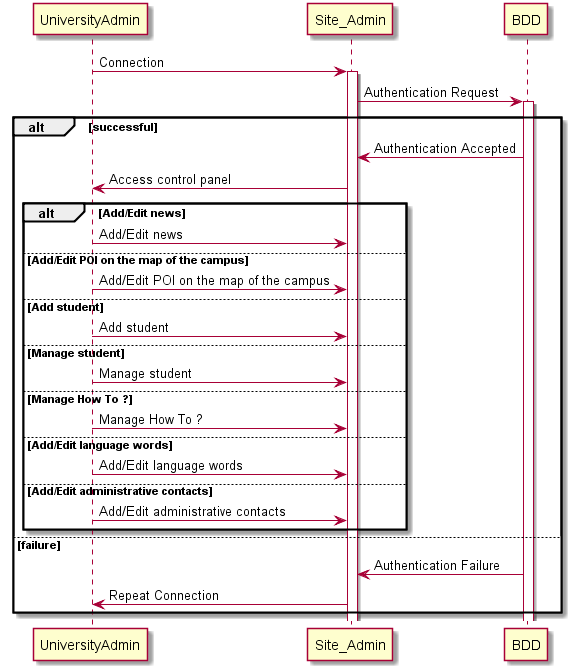 UniversityAdmin Site_Admin BDD
Connection
Authentication Request
alt [successful]
Authentication Accepted
Access control panel
alt [Add/Edit news]
Add/Edit news
[Add/Edit POI on the map of the campus]
Add/Edit POI on the map of the campus
[Add student]
Add student
[Manage student]
Manage student
[Manage How To ?]
Manage How To ?
[Add/Edit language words]
Add/Edit language words
[Add/Edit administrative contacts]
Add/Edit administrative contacts
[failure]
Authentication Failure
Repeat Connection
UniversityAdmin Site_Admin BDD